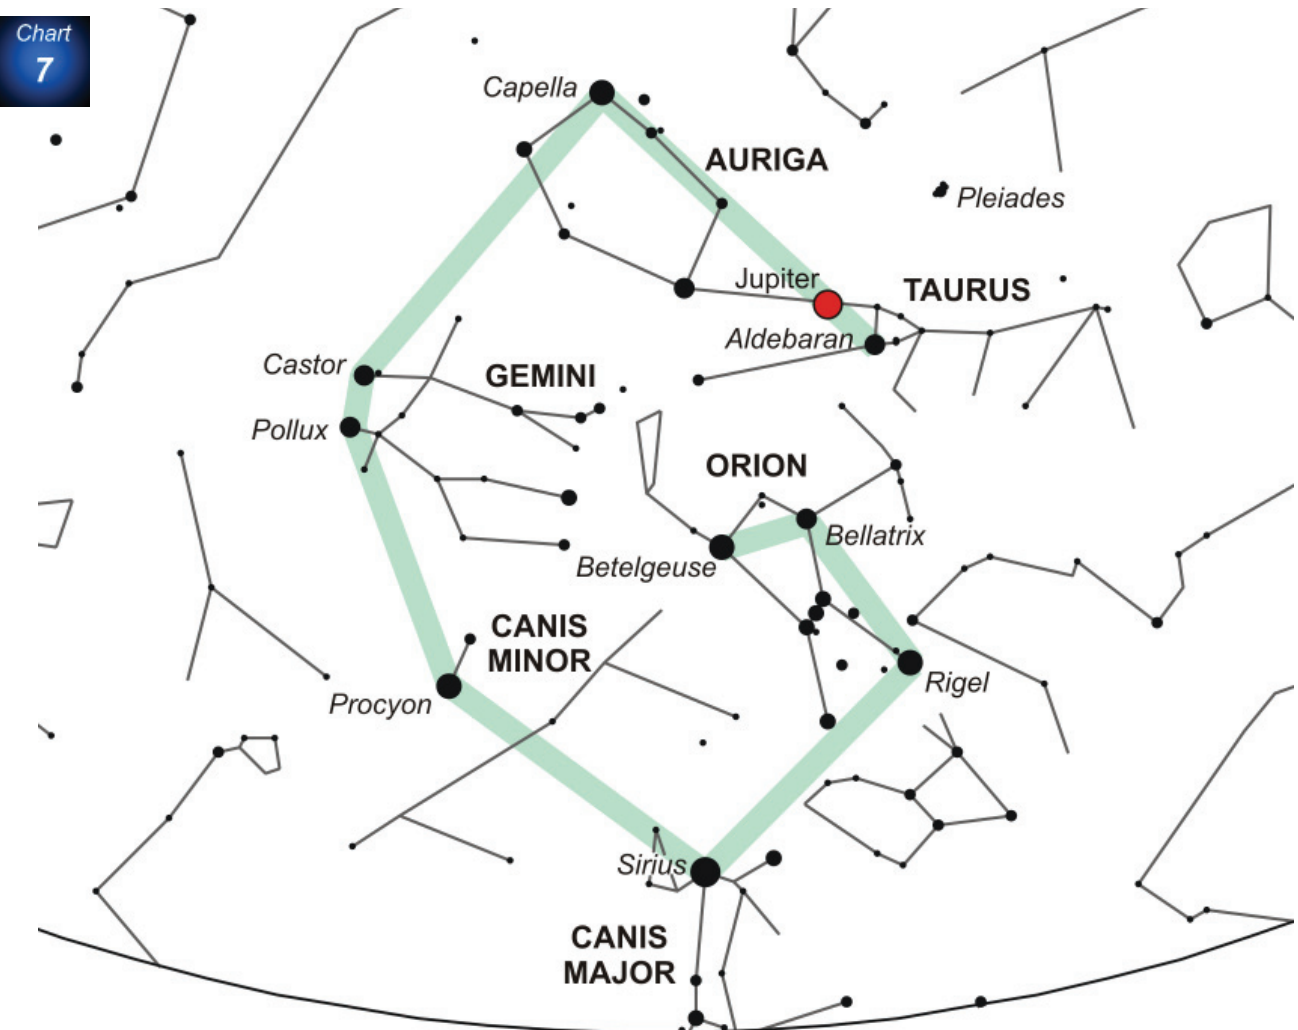 Chart
7
Capella
AURIGA
Pleiades
Jupiter
TAURUS
Aldebaran
Castor
GEMINI
Pollux
ORION
Bellatrix
Betelgeuse
CANIS
MINOR
Rigel
Procyon
Sirius
CANIS
MAJOR